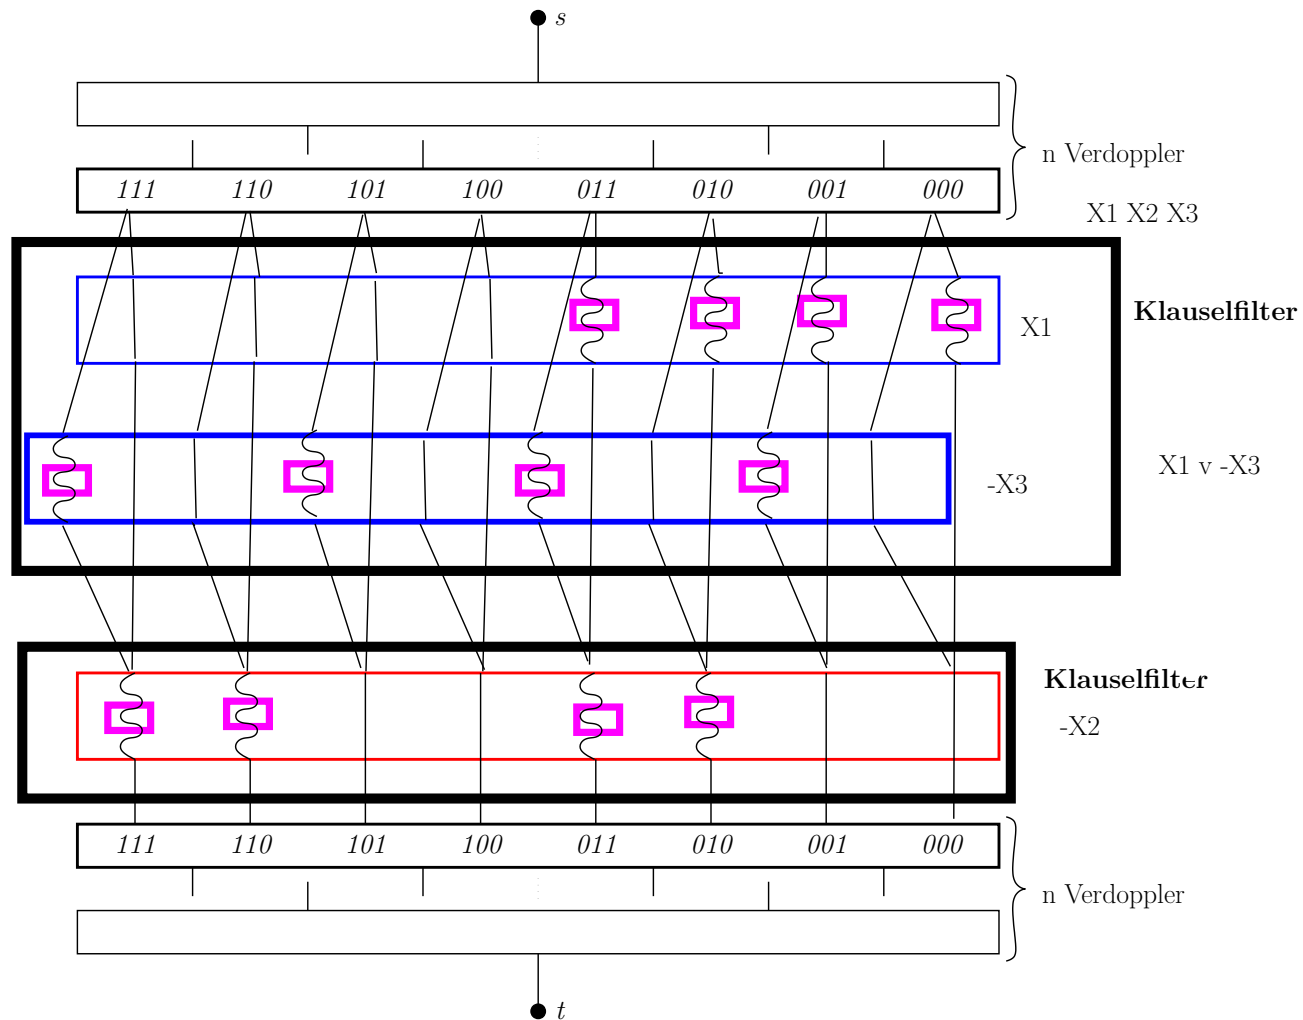 s
n Verdoppler
111 110 101 100 011 010 001 000
X1 X2 X3
Klauselfilter
X1
X1 v -X3
-X3
Klauselfilter
-X2
111 110 101 100 011 010 001 000
n Verdoppler
t